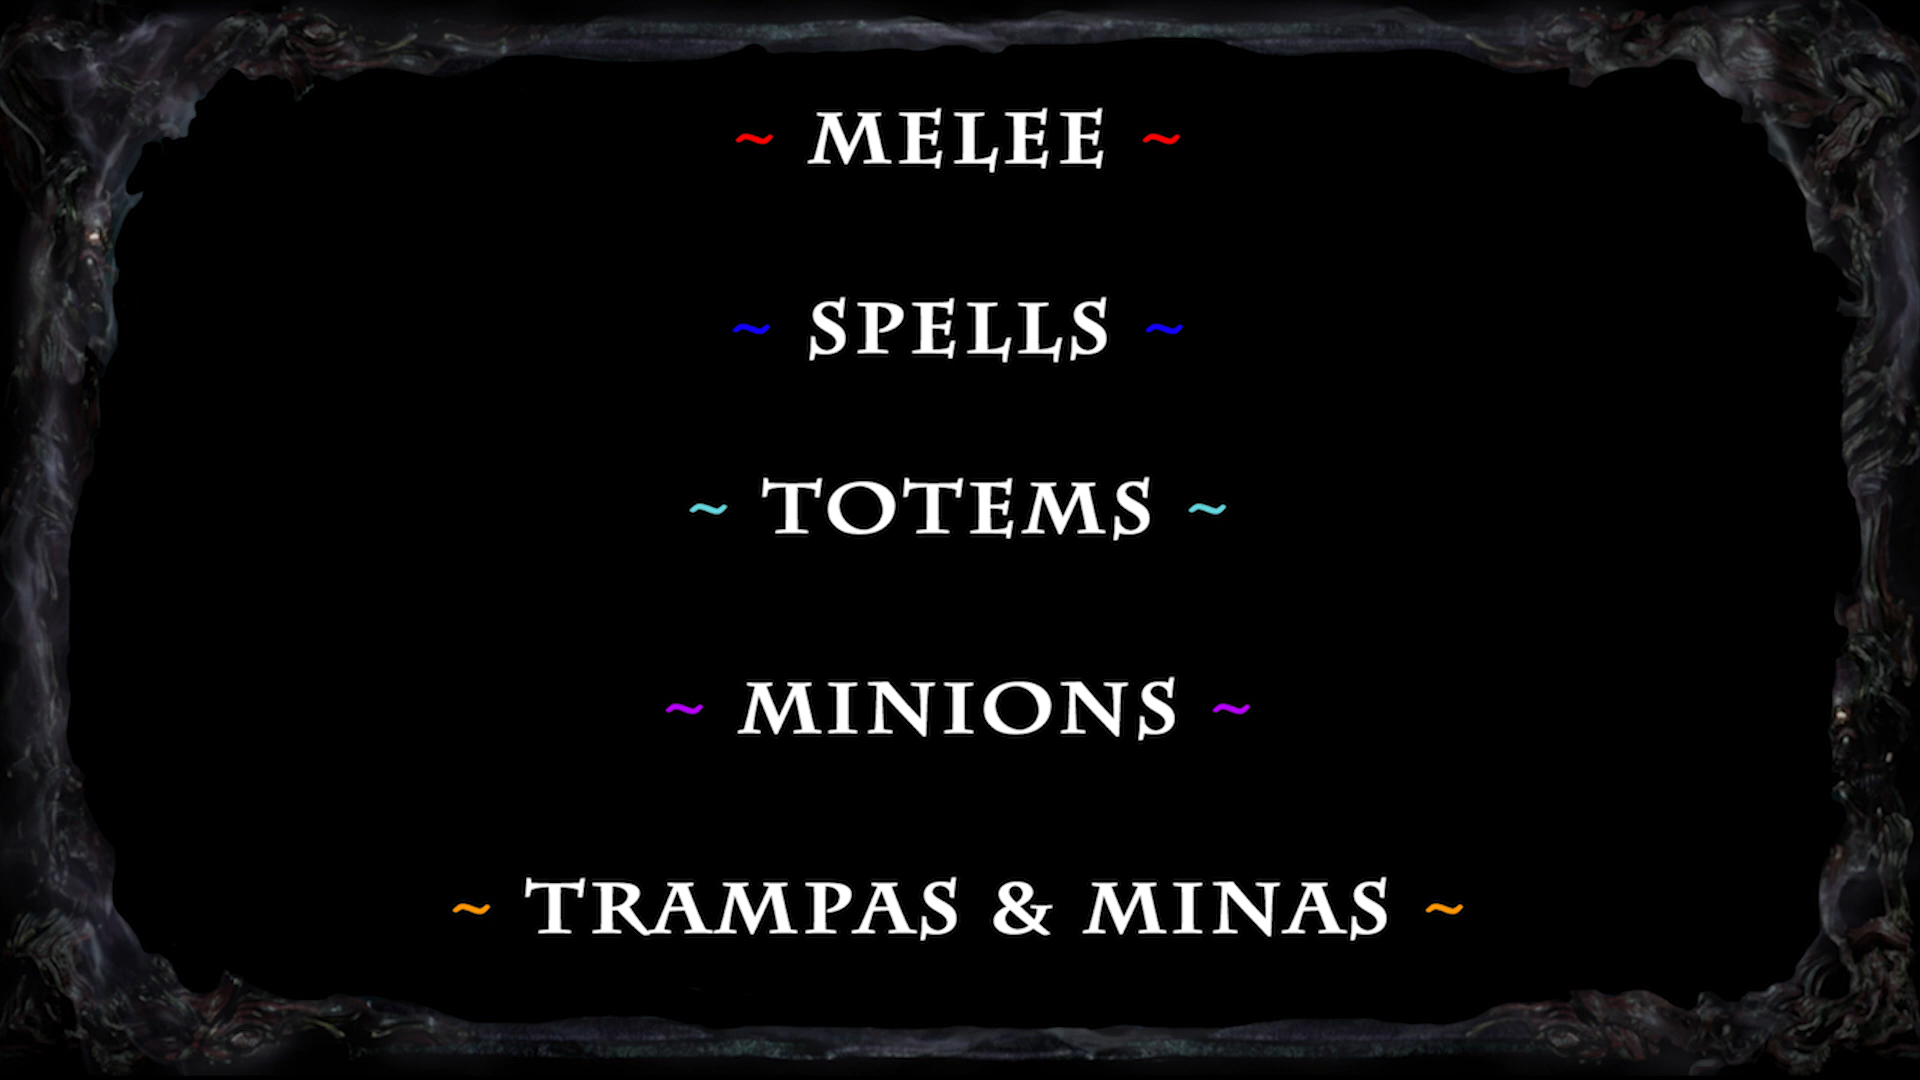 ~ MELEE ~
~ SPELLS ~
~ TOTEMS ~
~ MINIONS ~
~ TRAMPAS & MINAS ~